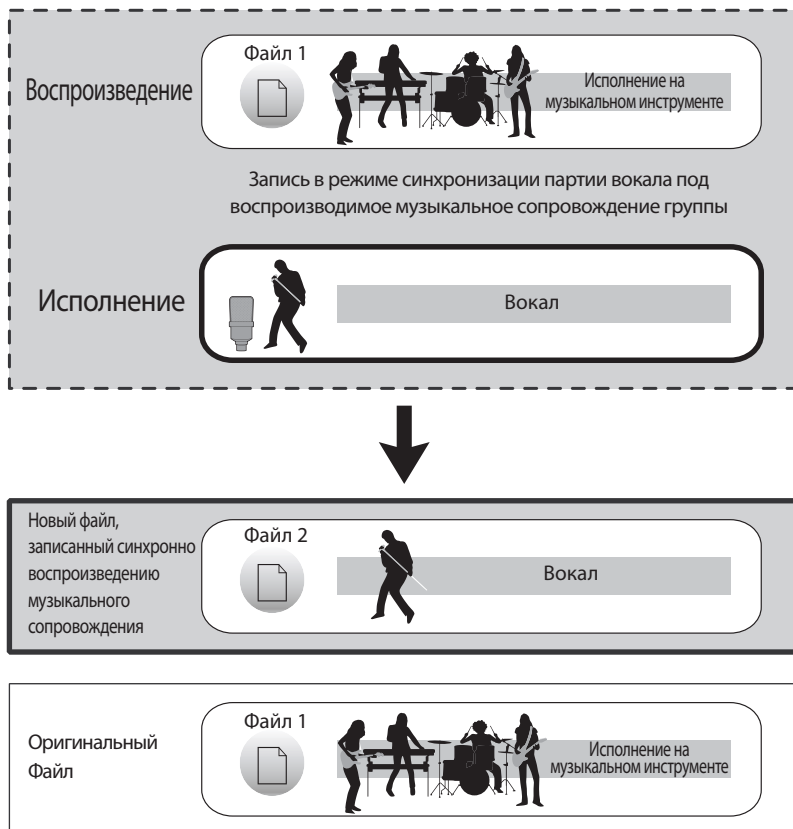 Файл 1
Воспроизведение
Исполнение на
музыкальном инструменте
Запись в режиме синхронизации партии вокала под
воспроизводимое музыкальное сопровождение группы
Исполнение
Вокал
Новый файл,
записанный синхронно
воспроизведению
музыкального
сопровождения
Файл 2
Вокал
Оригинальный
Файл
Файл 1
Исполнение на
музыкальном инструменте